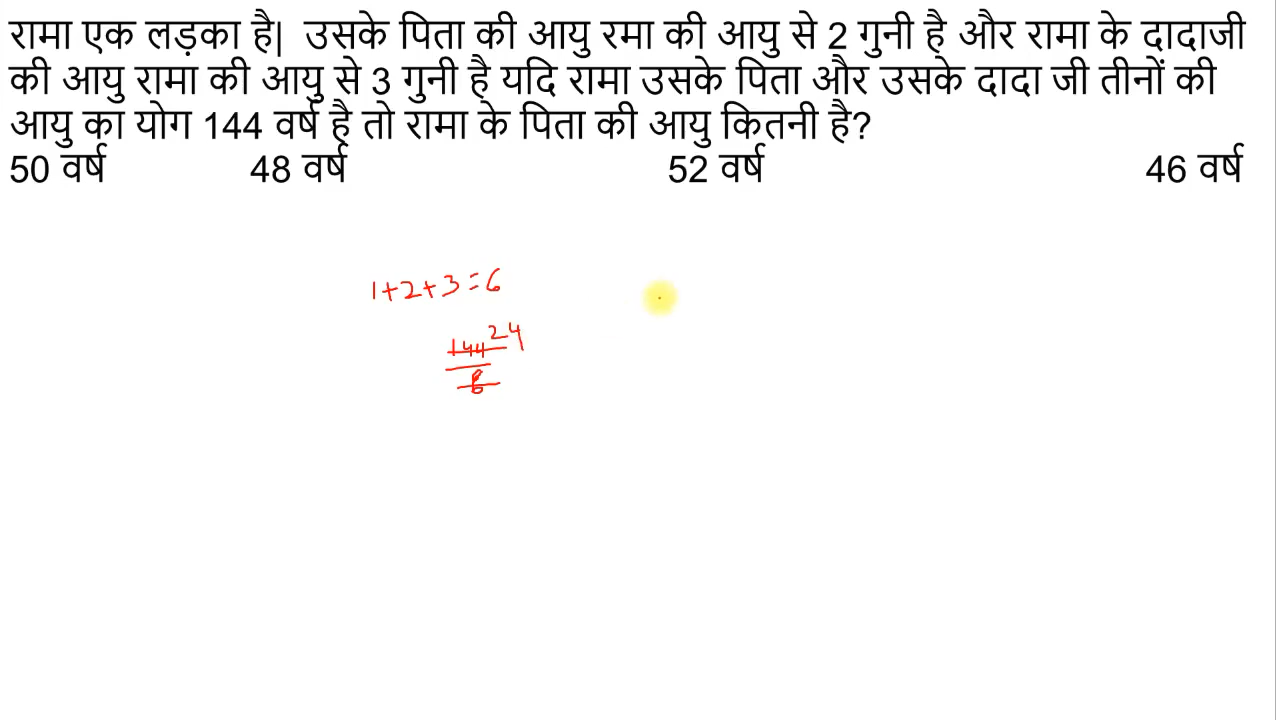 रामा एक लड़का है|  उसके पिता की आयु रमा की आयु से 2 गुनी है और रामा के दादाजी
की आयु रामा की आयु से 3 गुनी है यदि रामा उसके पिता और उसके दादा जी तीनों की
आयु का योग 144 वर्ष है तो रामा के पिता की आयु कितनी है?
50 वर्ष 48 वर्ष 52 वर्ष 46 वर्ष
1+2+3=6
144 24
6